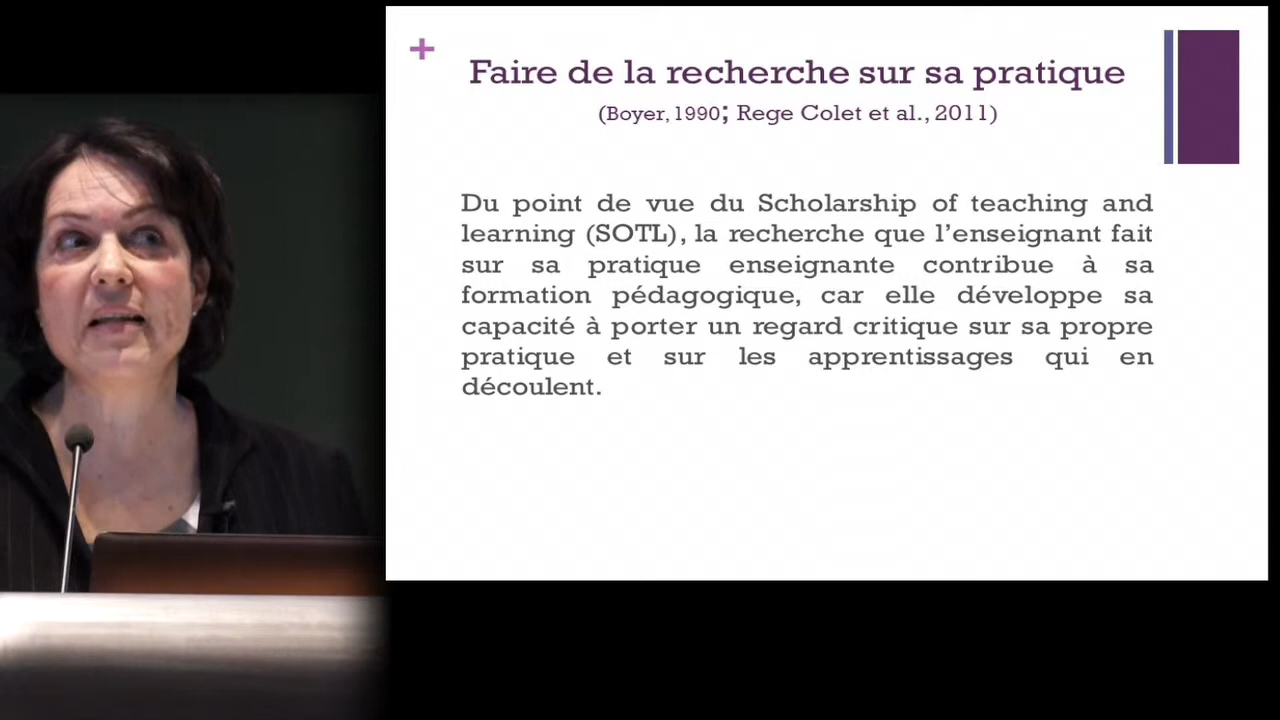 +
Faire de la recherche sur sa pratique
(Boyer, 1990; Rege Colet et al., 2011)
Du point de vue du Scholarship of teaching and
learning (SOTL), la recherche que l'enseignant fait
sur sa pratique enseignante contribue à sa
formation pédagogique, car elle développe sa
capacité à porter un regard critique sur sa propre
pratique et sur les apprentissages qui en
découlent.